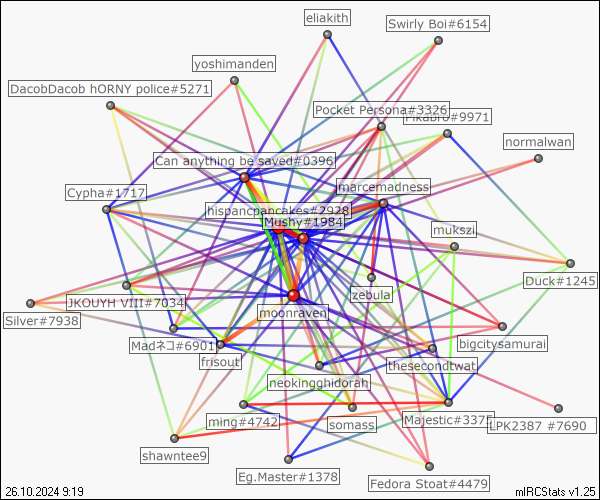 eliakith
Swirly Boi#6154
yoshimanden
DacobDacob hORNY police#5271
Pocket Persona#3326
Pikabro#9971
normalwan
Can anything be saved#0396
marcemadness
Cypha#1717
hispancpancakes#2928
Mushy#1984
mukszi
Duck#1245
zebula
JKOUYH VIII#7034
moonraven
Silver#7938
Madネコ#6901
bigcitysamurai
frisout
thesecondtwat
neokingghidorah
ming#4742
somass
Majestic#3375
LPK2387 #7690
shawntee9
Eg.Master#1378
Fedora Stoat#4479
26.10.2024 9:19
mIRCStats v1.25